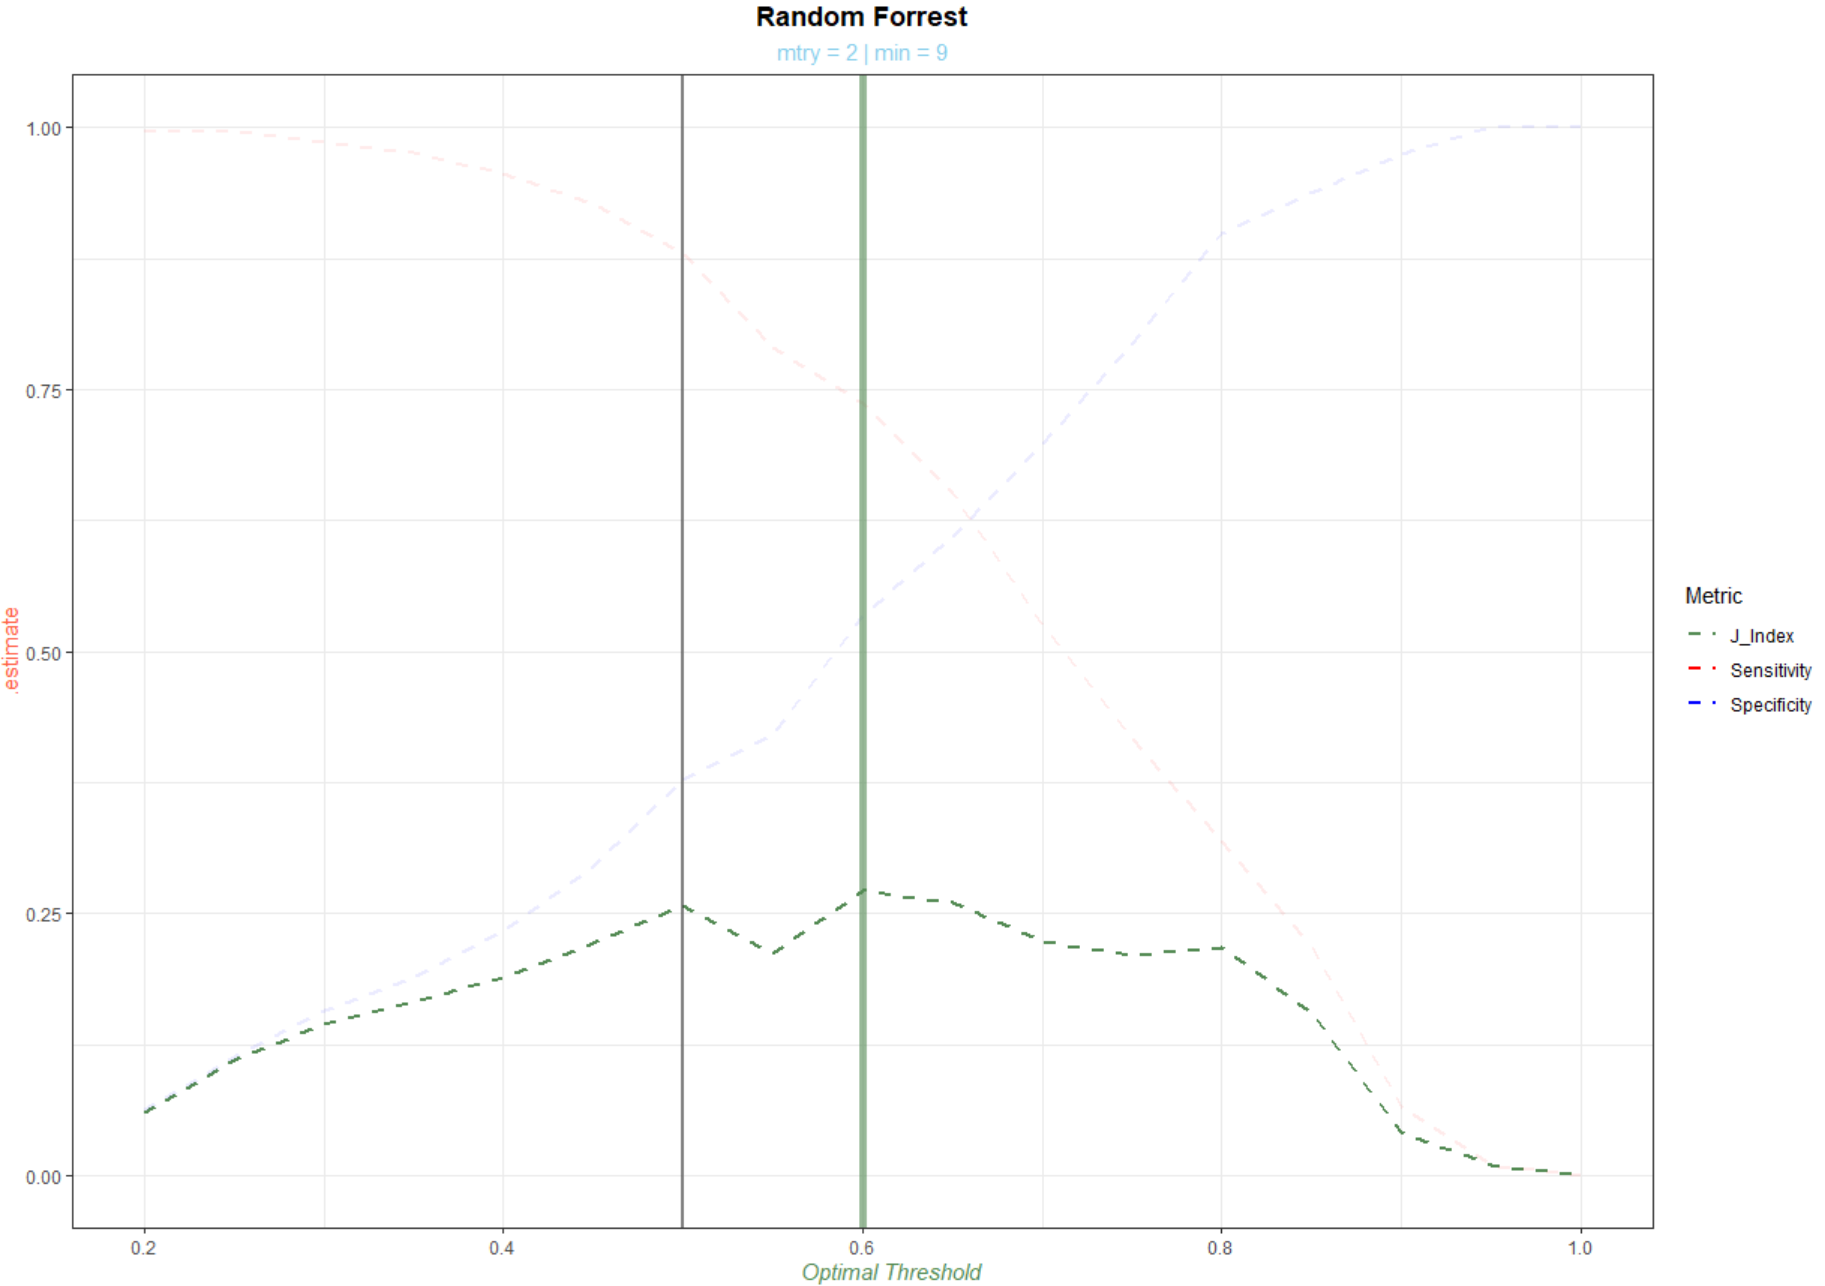 Random Forrest
mtry = 2 | min = 9
1.00
0.75
0.50
0.25
0.00
.estimate
0.2
0.4
0.6
0.8
1.0
Optimal Threshold
Metric
J_Index
Sensitivity
Specificity